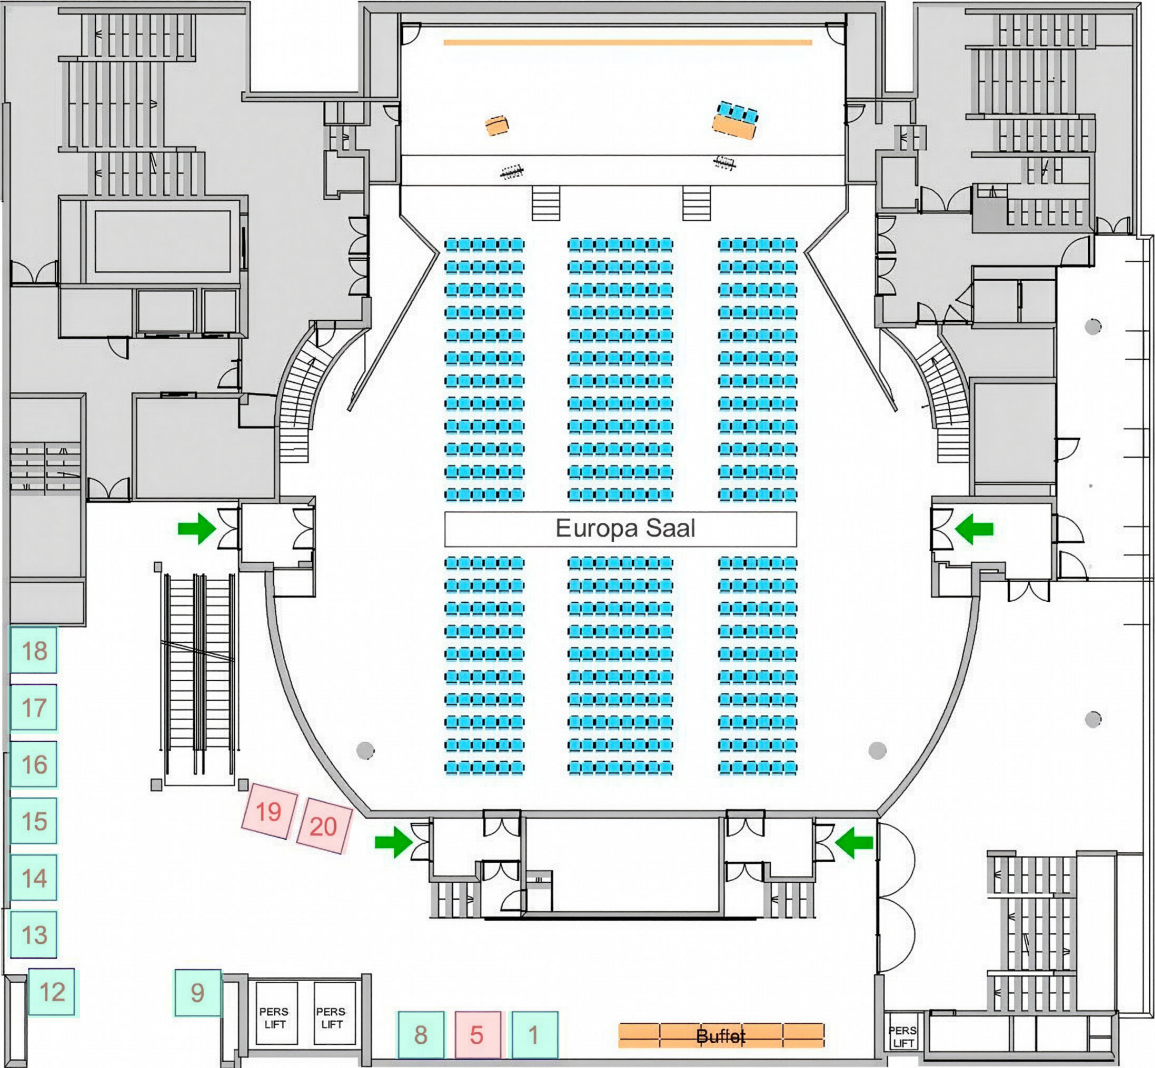 Europa Saal
18
17
16
15
14
13
12
9
19
20
PERS
LIFT
PERS
LIFT
8
5
1
Buffet
PERS
LIFT